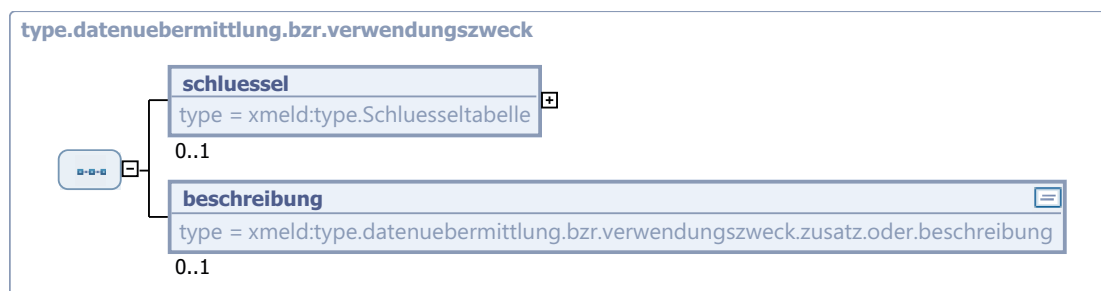 type.datenuebermittlung.bzr.verwendungszweck
schluessel
type = xmeld:type.Schluesseltabelle
0..1
beschreibung
type = xmeld:type.datenuebermittlung.bzr.verwendungszweck.zusatz.oder.beschreibung
0..1